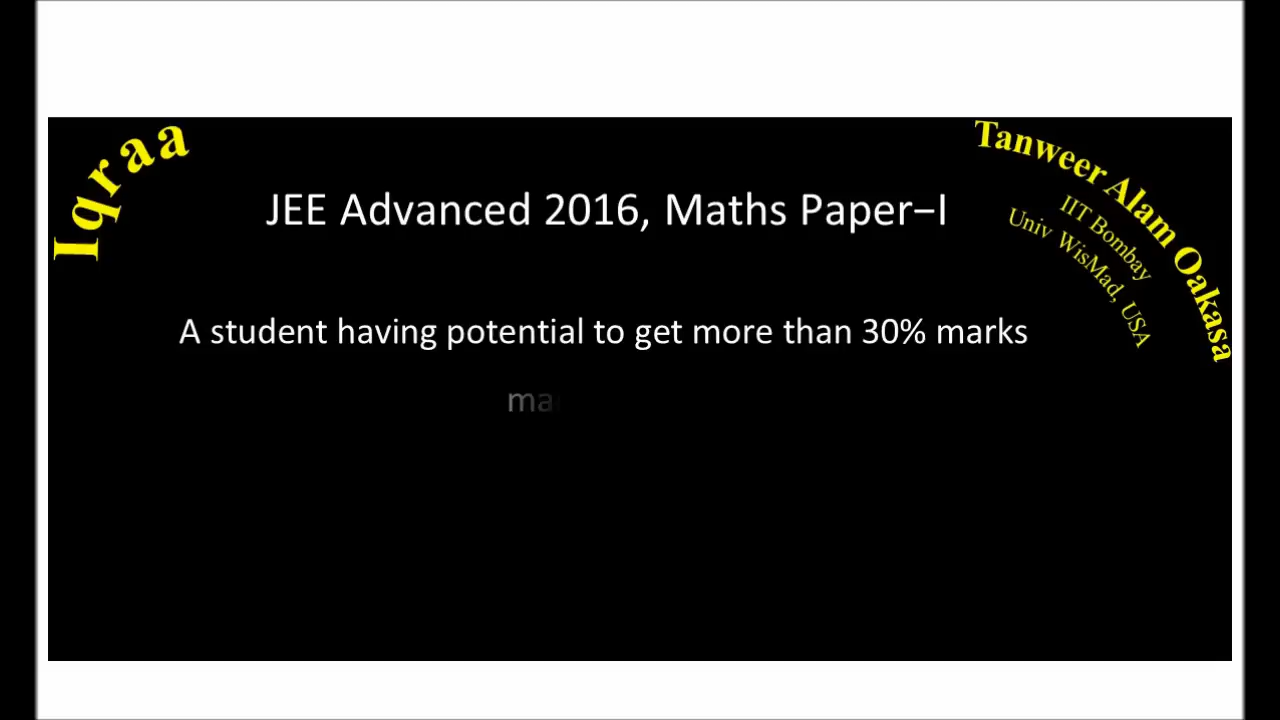 Iqraa
Tanweer Alam Oakasa
IIT Bombay
Univ WisMad, USA
JEE Advanced 2016, Maths Paper–I
A student having potential to get more than 30% marks
ma